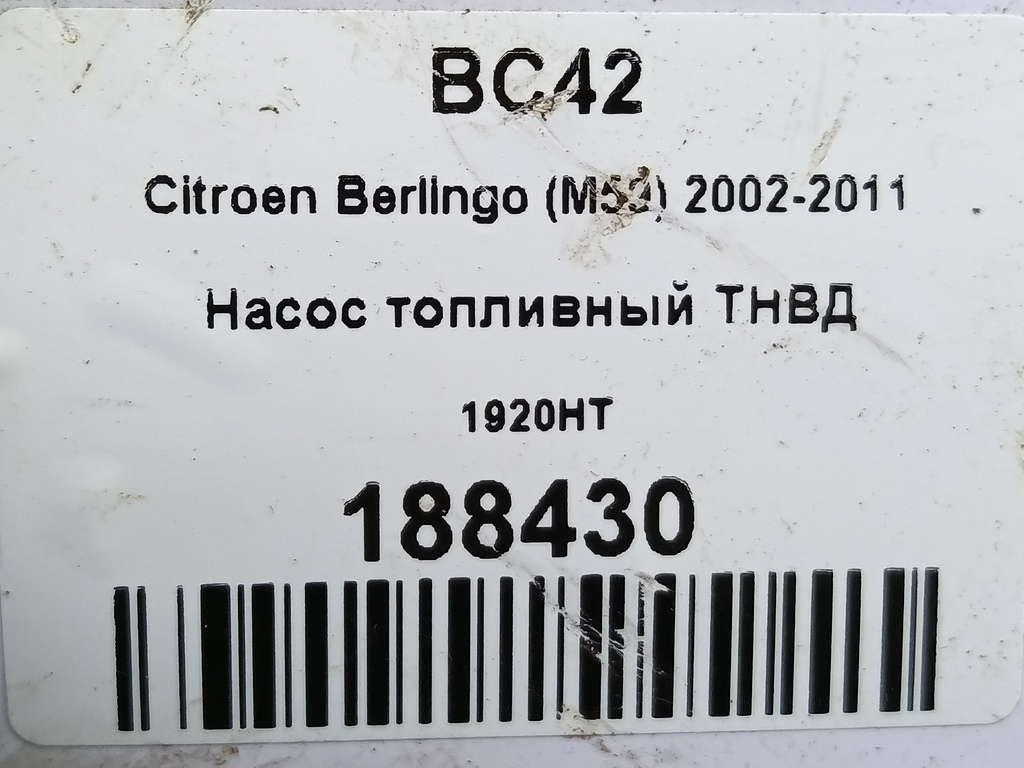 BC42
Citroen Berlingo (M59) 2002-2011
Насос топливный ТНВД
1920HT
188430